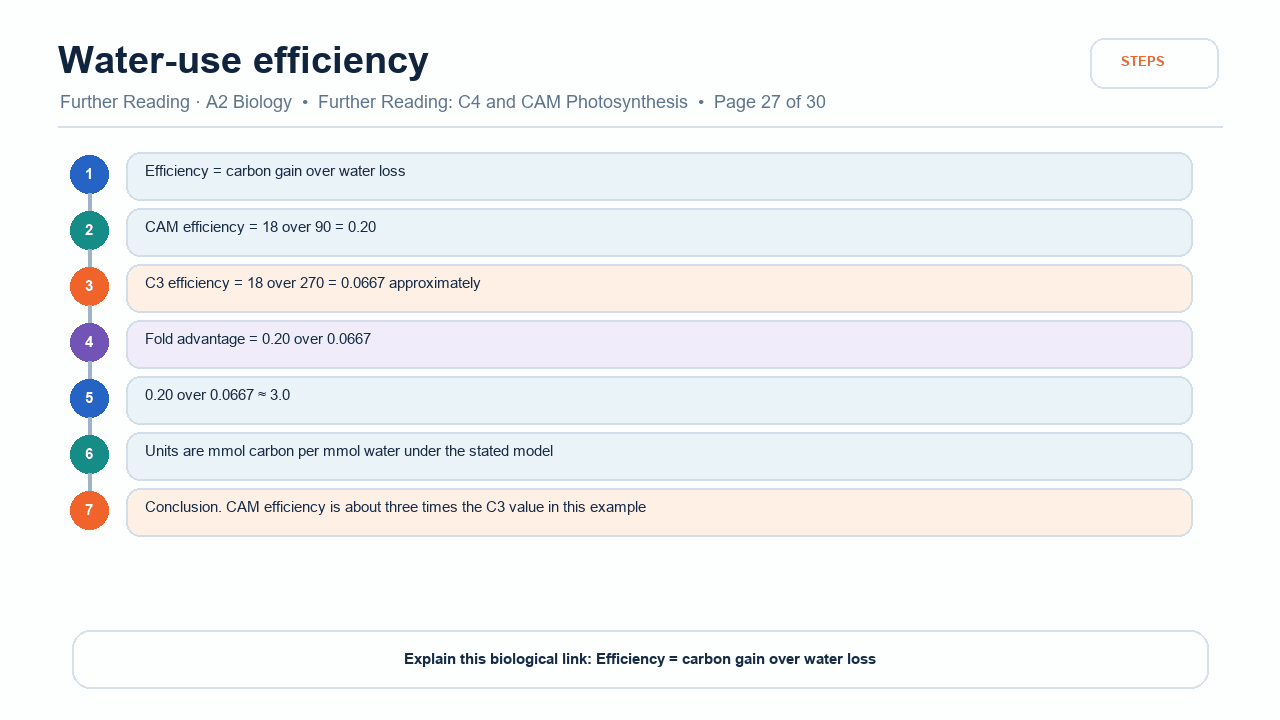 Water-use efficiency
STEPS
Further Reading · A2 Biology • Further Reading: C4 and CAM Photosynthesis • Page 27 of 30
1
Efficiency = carbon gain over water loss
2
CAM efficiency = 18 over 90 = 0.20
3
C3 efficiency = 18 over 270 = 0.0667 approximately
4
Fold advantage = 0.20 over 0.0667
5
0.20 over 0.0667 ≈ 3.0
6
Units are mmol carbon per mmol water under the stated model
7
Conclusion. CAM efficiency is about three times the C3 value in this example
Explain this biological link: Efficiency = carbon gain over water loss